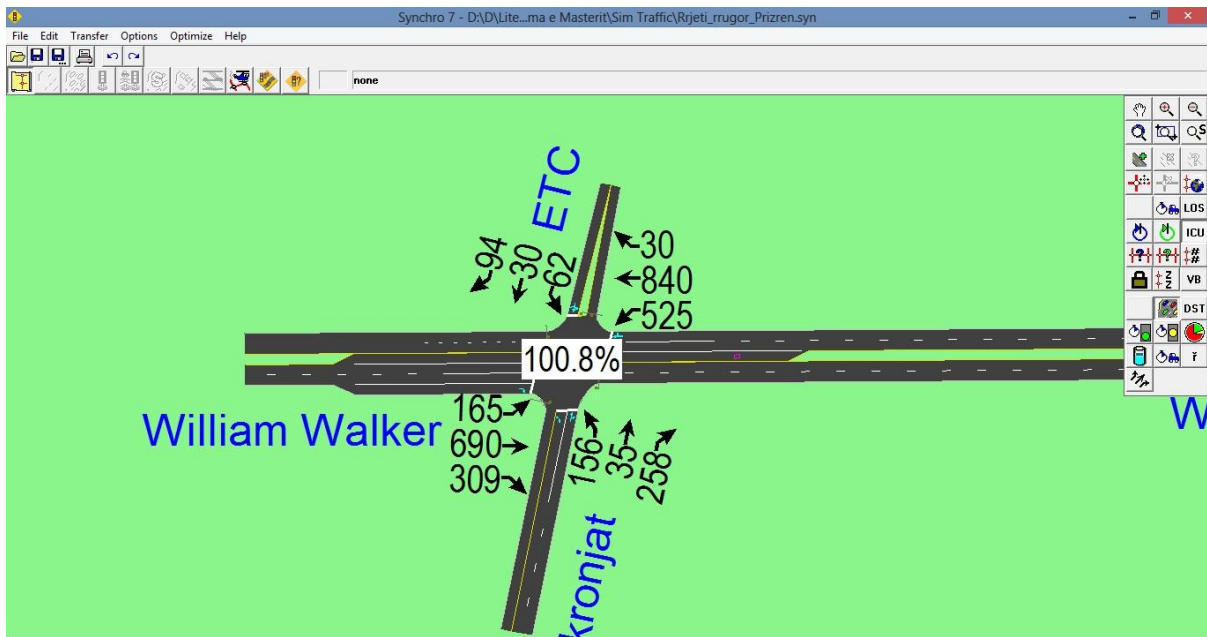 Synchro 7 - D:\D\Lite...ma e Masterit\Sim Traffic\Rrjeti_rrugor_Prizren.syn
File Edit Transfer Options Optimize Help
none
S
LOS
ICU
VB
DST
ETC
94
30
62
30
840
525
100.8%
William Walker
165
690
309
156
35
258
kronjat
W